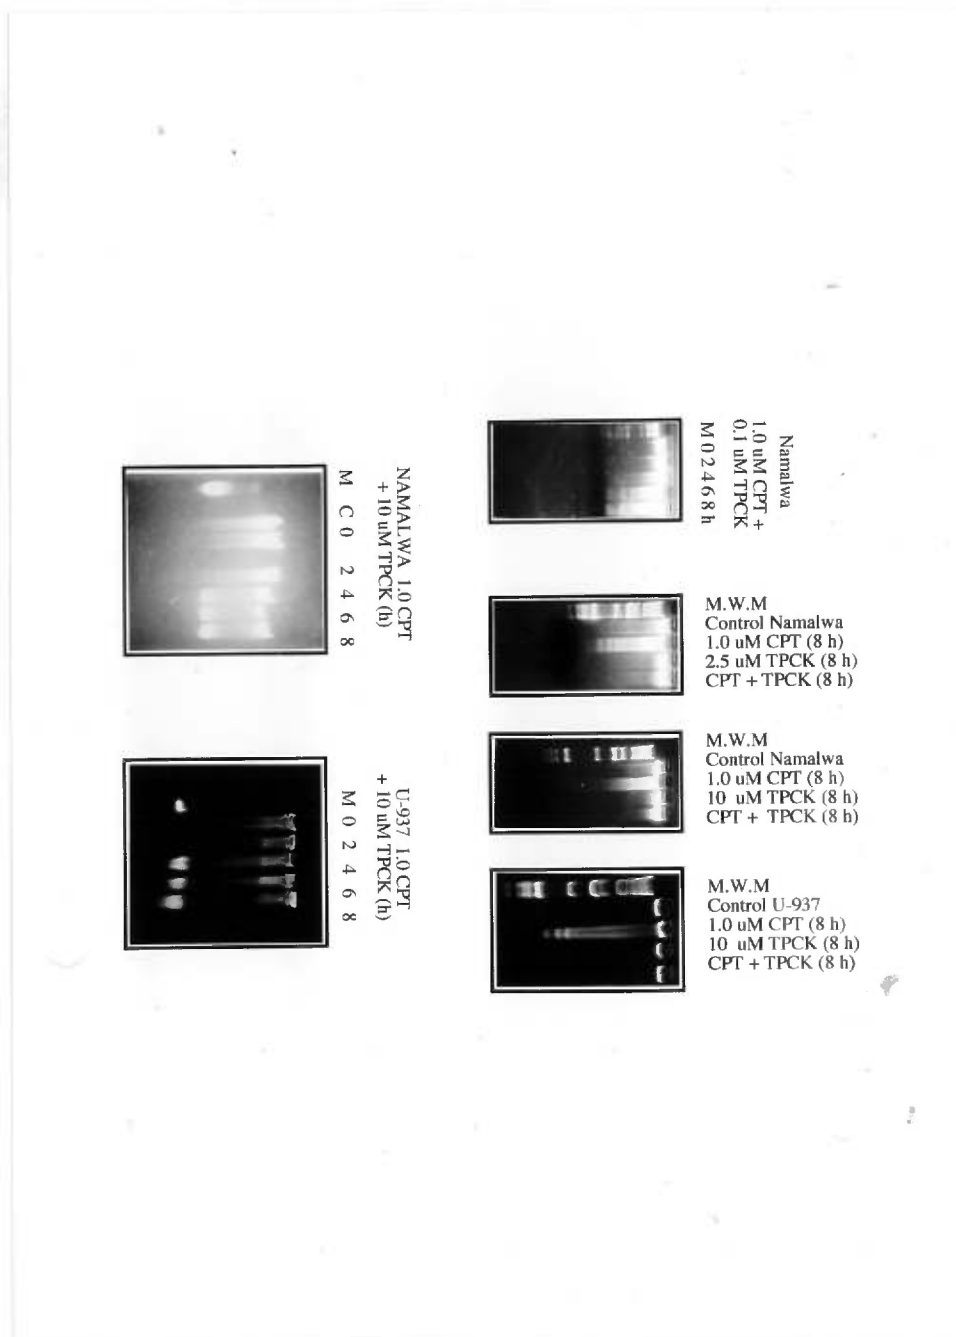 Namalwa
1.0 uM CPT +
0.1 uM TPCK
M 0 2 4 6 8 h
M.W.M
Control Namalwa
1.0 uM CPT (8 h)
2.5 uM TPCK (8 h)
CPT + TPCK (8 h)
M.W.M
Control Namalwa
1.0 uM CPT (8 h)
10 uM TPCK (8 h)
CPT + TPCK (8 h)
M.W.M
Control U-937
1.0 uM CPT (8 h)
10 uM TPCK (8 h)
CPT + TPCK (8 h)
NAMALWA 1.0 CPT
+ 10 uM TPCK (h)
M C 0 2 4 6 8
U-937 1.0 CPT
+ 10 uM TPCK (h)
M 0 2 4 6 8